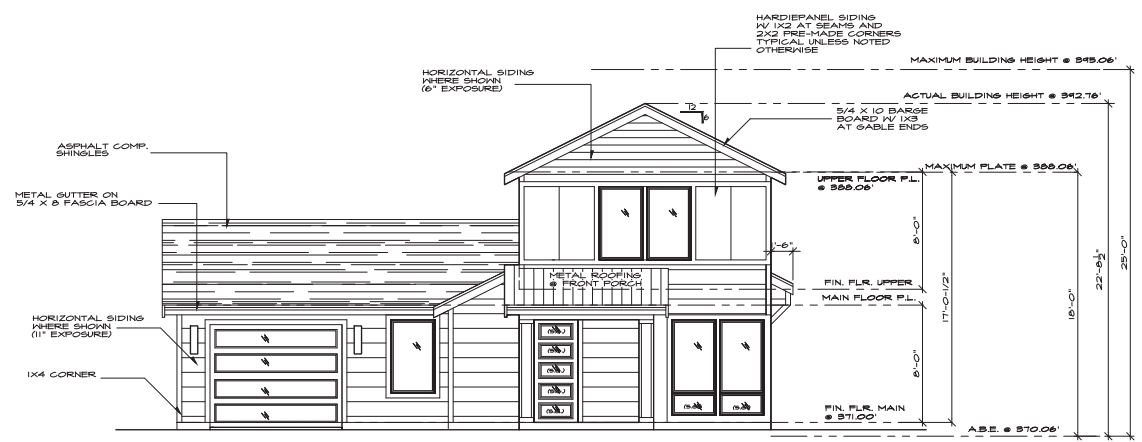 HARDIEPANEL SIDING
W/ 1X2 AT SEAMS AND
2X2 PRE-MADE CORNERS
TYPICAL UNLESS NOTED
OTHERWISE
MAXIMUM BUILDING HEIGHT @ 395.06'
HORIZONTAL SIDING
WHERE SHOWN
(6" EXPOSURE)
ACTUAL BUILDING HEIGHT @ 392.76'
12
6
5/4 X 10 BARGE
BOARD W/ 1X3
AT GABLE ENDS
ASPHALT COMP.
SHINGLES
MAXIMUM PLATE @ 388.06'
UPPER FLOOR P.L.
@ 388.06'
METAL GUTTER ON
5/4 X 8 FASCIA BOARD
8'-0"
1'-6"
22'-8 1/2"
25'-0"
METAL ROOFING
@ FRONT PORCH
FIN. FLR. UPPER
MAIN FLOOR P.L.
17'-0-1/2"
18'-0"
HORIZONTAL SIDING
WHERE SHOWN
(11" EXPOSURE)
8'-0"
1X4 CORNER
FIN. FLR. MAIN
@ 371.00'
A.B.E. @ 370.06'